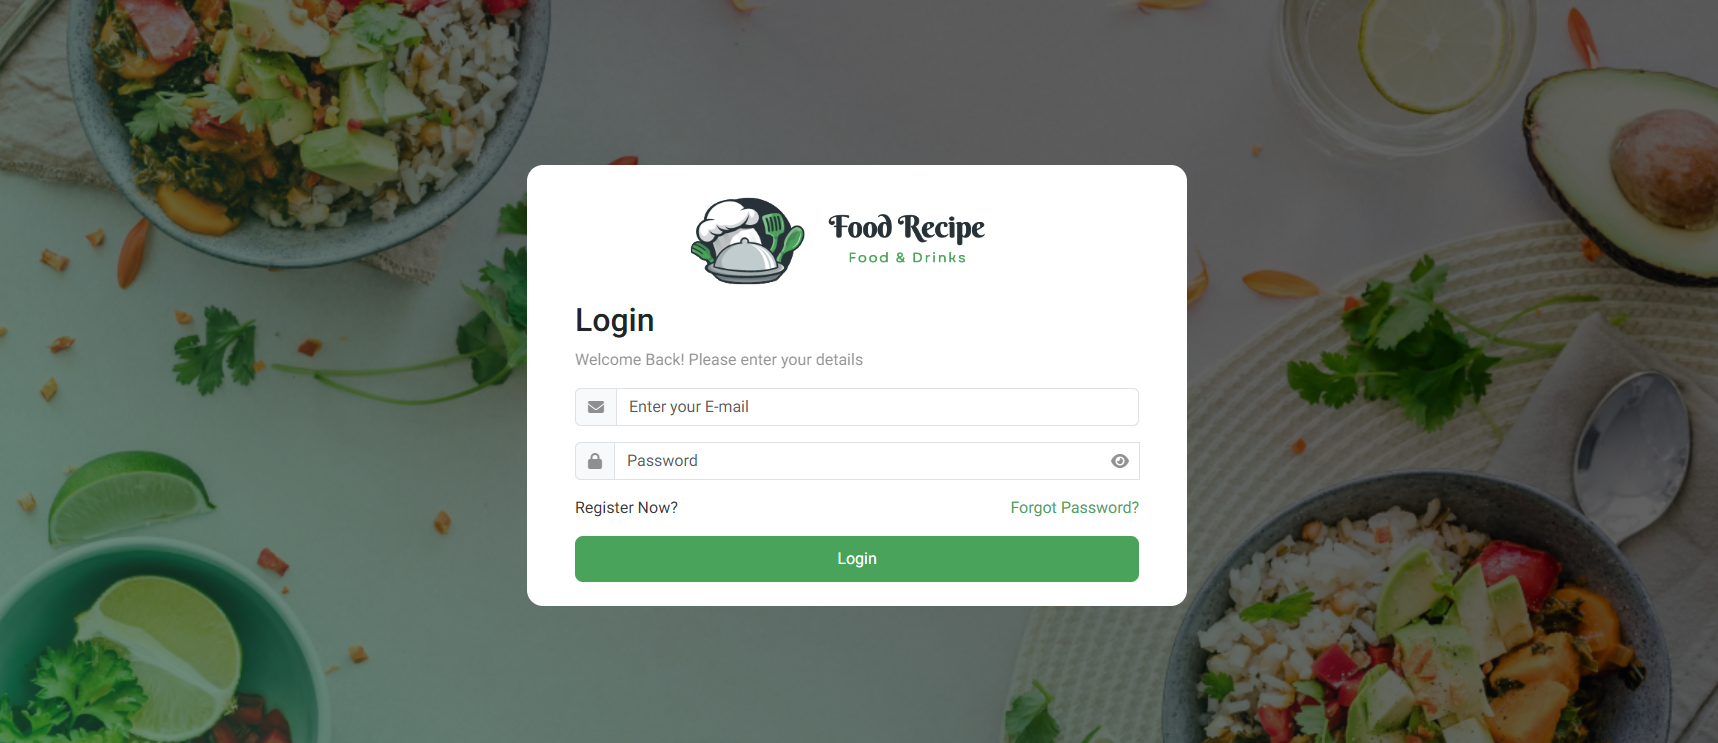 Food Recipe
Food & Drinks
Login
Welcome Back! Please enter your details
Enter your E-mail
Password
Register Now?
Forgot Password?
Login